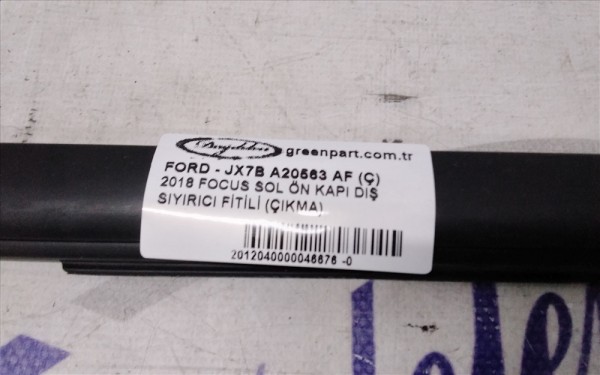 greenpart.com.tr
FORD - JX7B A20563 AF (Ç)
2018 FOCUS SOL ÖN KAPI DIŞ
SIYIRICI FİTİLİ (ÇIKMA)
2012040000046676 -0